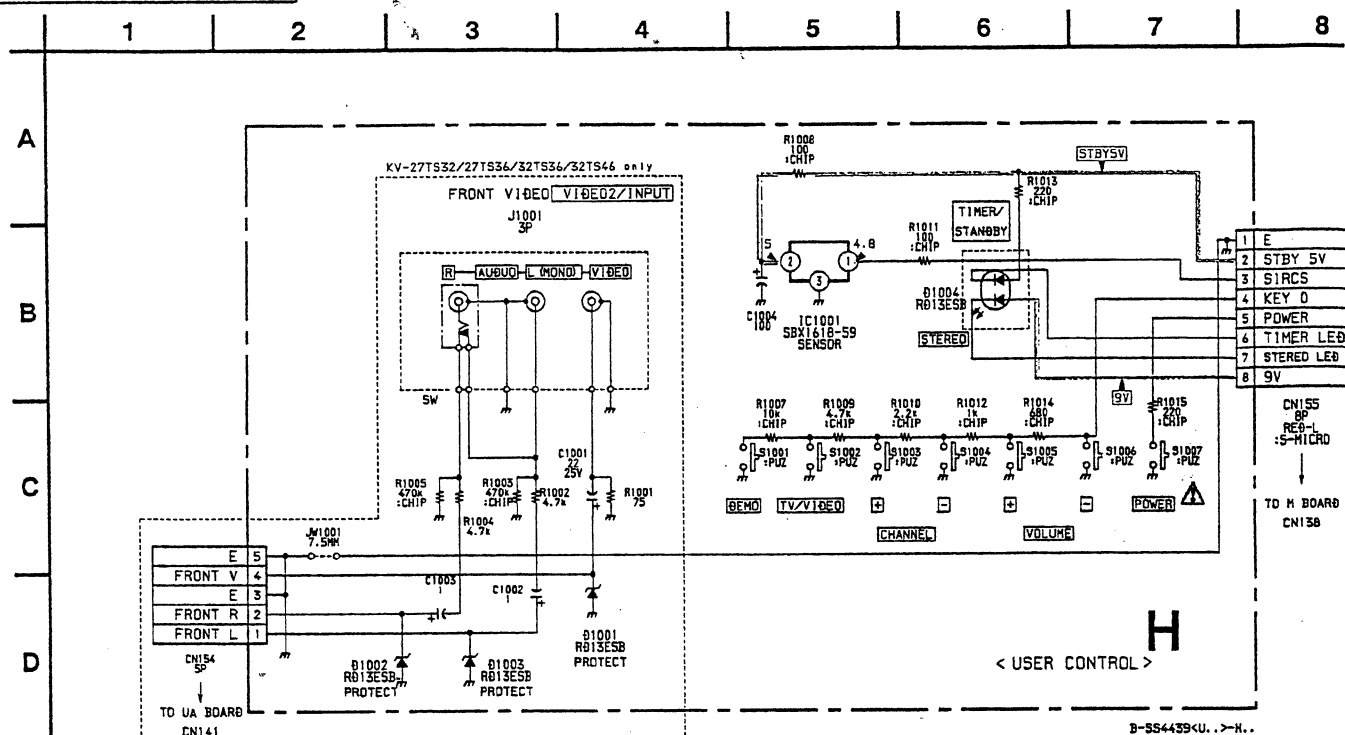 1 2 3 4 5 6 7 8
A
B
C
D
KV-27TS32/27TS36/32TS36/32TS46 only
FRONT VIDEO VIDEO2/INPUT
J1001
3P
R AUDUO L (MONO) VIDEO
SW
R1005
470k
:CHIP
R1004
4.7k
R1003
470k
:CHIP
R1002
4.7k
C1001
22
25V
R1001
75
JW1001
7.5MM
E 5
FRONT V 4
E 3
FRONT R 2
FRONT L 1
CN154
5P
TO UA BOARD
CN141
C1003
1
C1002
1
D1002
RD13ESB-
PROTECT
D1003
RD13ESB
PROTECT
D1001
RD13ESB
PROTECT
R1008
100
:CHIP
STBY5V
R1013
220
:CHIP
TIMER/
STANDBY
R1011
100
:CHIP
5
4.8
2
1
3
C1004
100
IC1001
SBX1618-59
SENSOR
D1004
RD13ESB
STEREO
1 E
2 STBY 5V
3 SIRCS
4 KEY 0
5 POWER
6 TIMER LED
7 STEREO LED
8 9V
9V
CN155
8P
RED-L
:S-MICRO
TO M BOARD
CN138
R1007
10k
:CHIP
R1009
4.7k
:CHIP
R1010
2.2k
:CHIP
R1012
1k
:CHIP
R1014
680
:CHIP
R1015
220
:CHIP
S1001
:PUZ
S1002
:PUZ
S1003
:PUZ
S1004
:PUZ
S1005
:PUZ
S1006
:PUZ
S1007
:PUZ
DEMO TV/VIDEO + - + - POWER
CHANNEL VOLUME
H
< USER CONTROL >
B-SS4439<U..>-H..